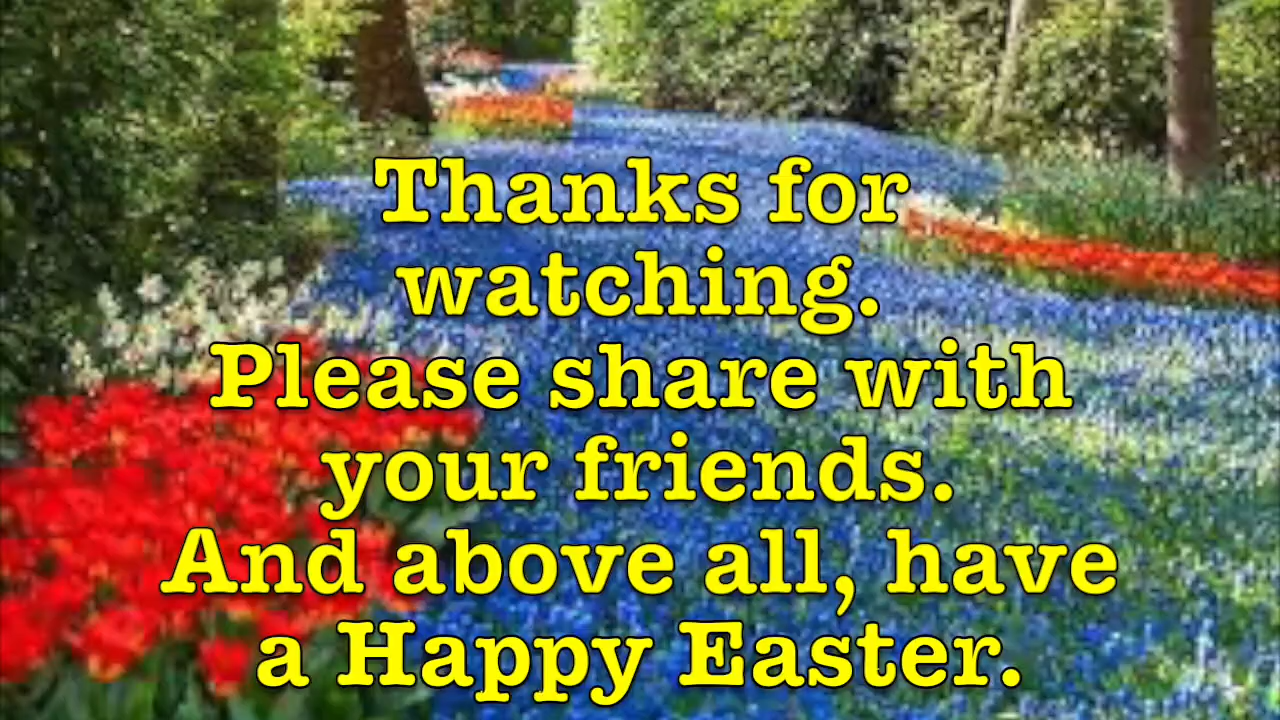 Thanks for
watching.
Please share with
your friends.
And above all, have
a Happy Easter.